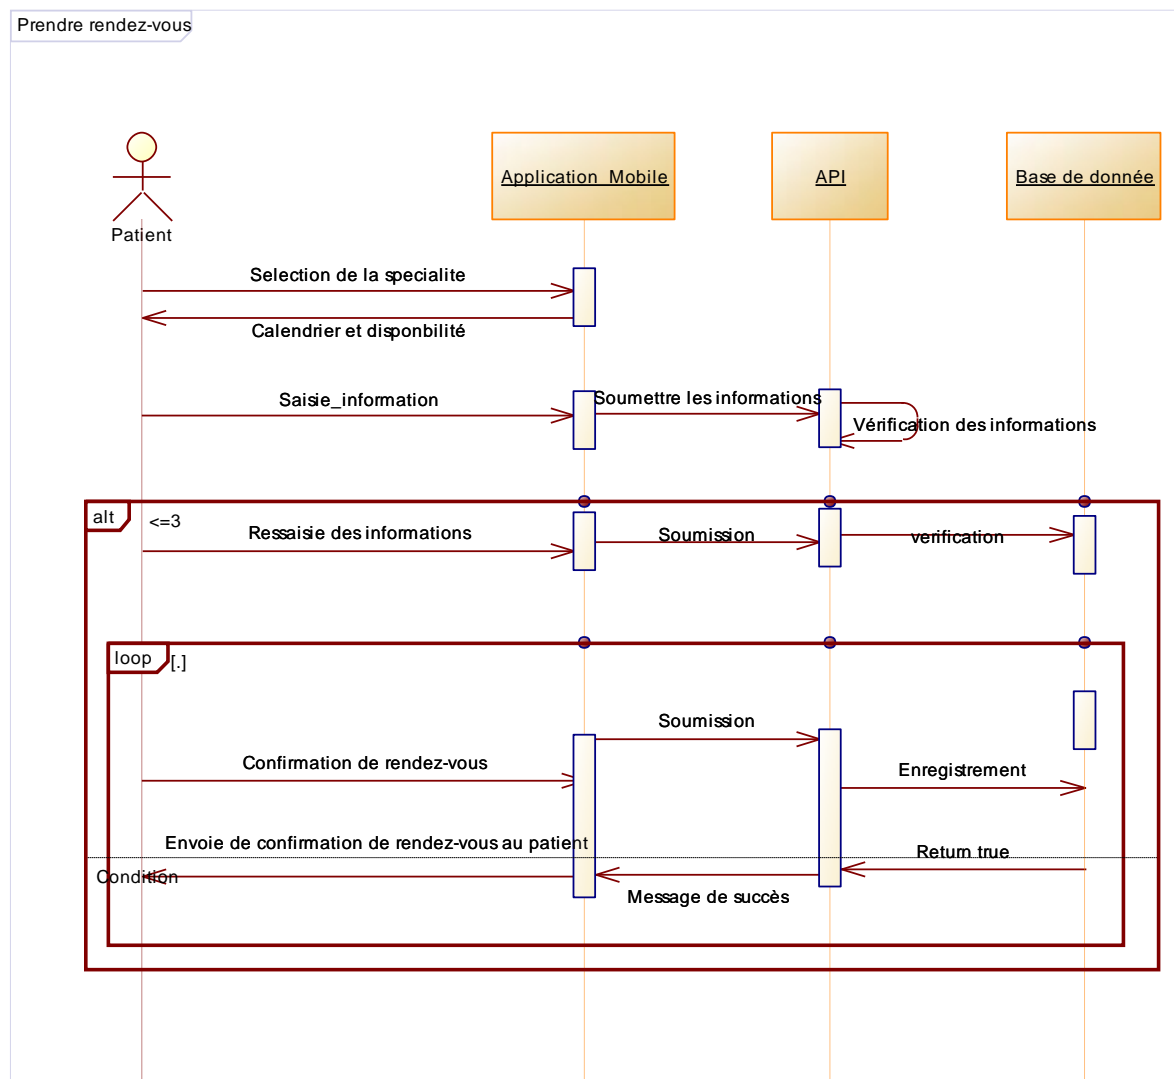 Prendre rendez-vous
Application_Mobile
API
Base de donnée
Patient
Selection de la specialite
Calendrier et disponbilité
Saisie_information
Soumettre les informations
Vérification des informations
alt
<=3
Ressaisie des informations
Soumission
verification
loop
[.]
Soumission
Confirmation de rendez-vous
Enregistrement
Envoie de confirmation de rendez-vous au patient
Return true
Condition
Message de succès